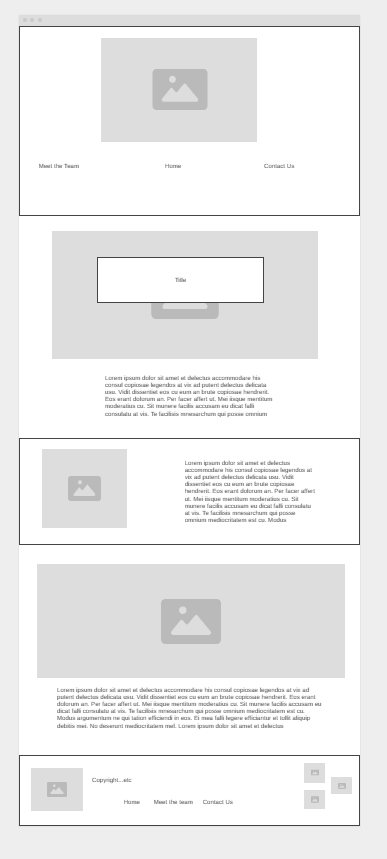 Meet the Team Home Contact Us
Title
Lorem ipsum dolor sit amet et delectus accommodare his
consul copiosae legendos at vix ad putent delectus delicata
usu. Vidit dissentiet eos cu eum an brute copiosae hendrerit.
Eos erant dolorum an. Per facer affert ut. Mei iisque mentitum
moderatius cu. Sit munere facilis accusam eu dicat falli
consulatu at vis. Te facilisis mnesarchum qui posse omnium
Lorem ipsum dolor sit amet et delectus
accommodare his consul copiosae legendos at
vix ad putent delectus delicata usu. Vidit
dissentiet eos cu eum an brute copiosae
hendrerit. Eos erant dolorum an. Per facer affert
ut. Mei iisque mentitum moderatius cu. Sit
munere facilis accusam eu dicat falli consulatu
at vis. Te facilisis mnesarchum qui posse
omnium mediocritatem est cu. Modus
Lorem ipsum dolor sit amet et delectus accommodare his consul copiosae legendos at vix ad
putent delectus delicata usu. Vidit dissentiet eos cu eum an brute copiosae hendrerit. Eos erant
dolorum an. Per facer affert ut. Mei iisque mentitum moderatius cu. Sit munere facilis accusam eu
dicat falli consulatu at vis. Te facilisis mnesarchum qui posse omnium mediocritatem est cu.
Modus argumentum ne qui tation efficiendi in eos. Ei mea falli legere efficiantur et tollit aliquip
debitis mei. No deserunt mediocritem mel. Lorem ipsum et delectus
Copyright...etc
Home Meet the team Contact Us